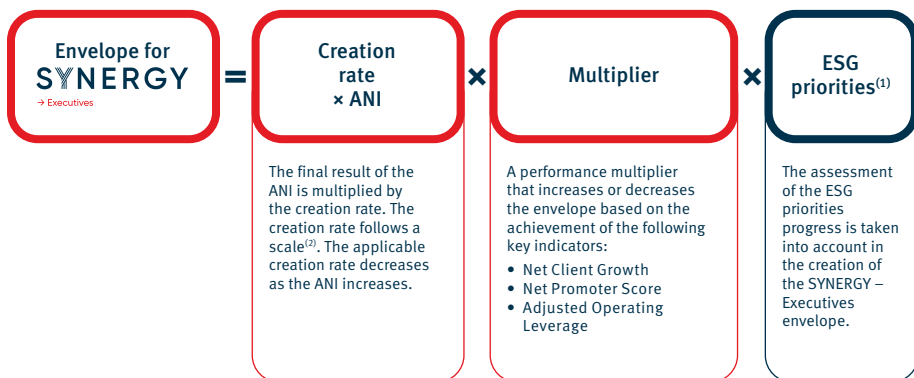 Envelope for
SYNERGY
→ Executives
=
Creation
rate
× ANI
×
Multiplier
×
ESG
priorities(1)
The final result of the
ANI is multiplied by
the creation rate. The
creation rate follows a
scale(2). The applicable
creation rate decreases
as the ANI increases.
A performance multiplier
that increases or decreases
the envelope based on the
achievement of the following
key indicators:
• Net Client Growth
• Net Promoter Score
• Adjusted Operating
Leverage
The assessment
of the ESG
priorities
progress is taken
into account in
the creation of
the SYNERGY –
Executives
envelope.